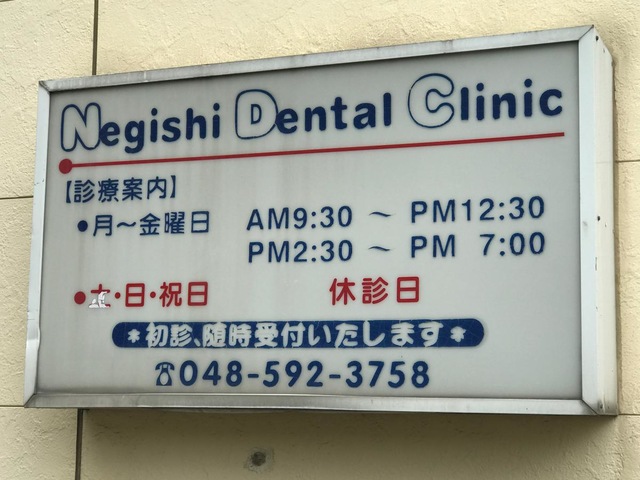 Negishi Dental Clinic
【診療案内】
●月～金曜日 AM9:30 ～ PM12:30
PM2:30 ～ PM 7:00
●・日・祝日 休診日
*初診、随時受付いたします*
☎048-592-3758